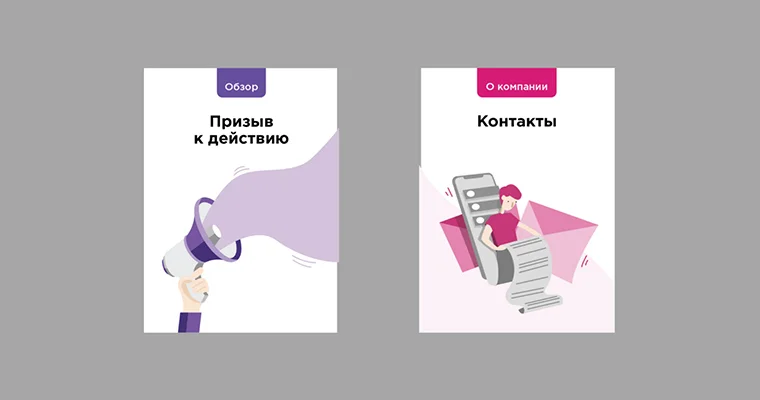 Обзор
Призыв
к действию
О компании
Контакты